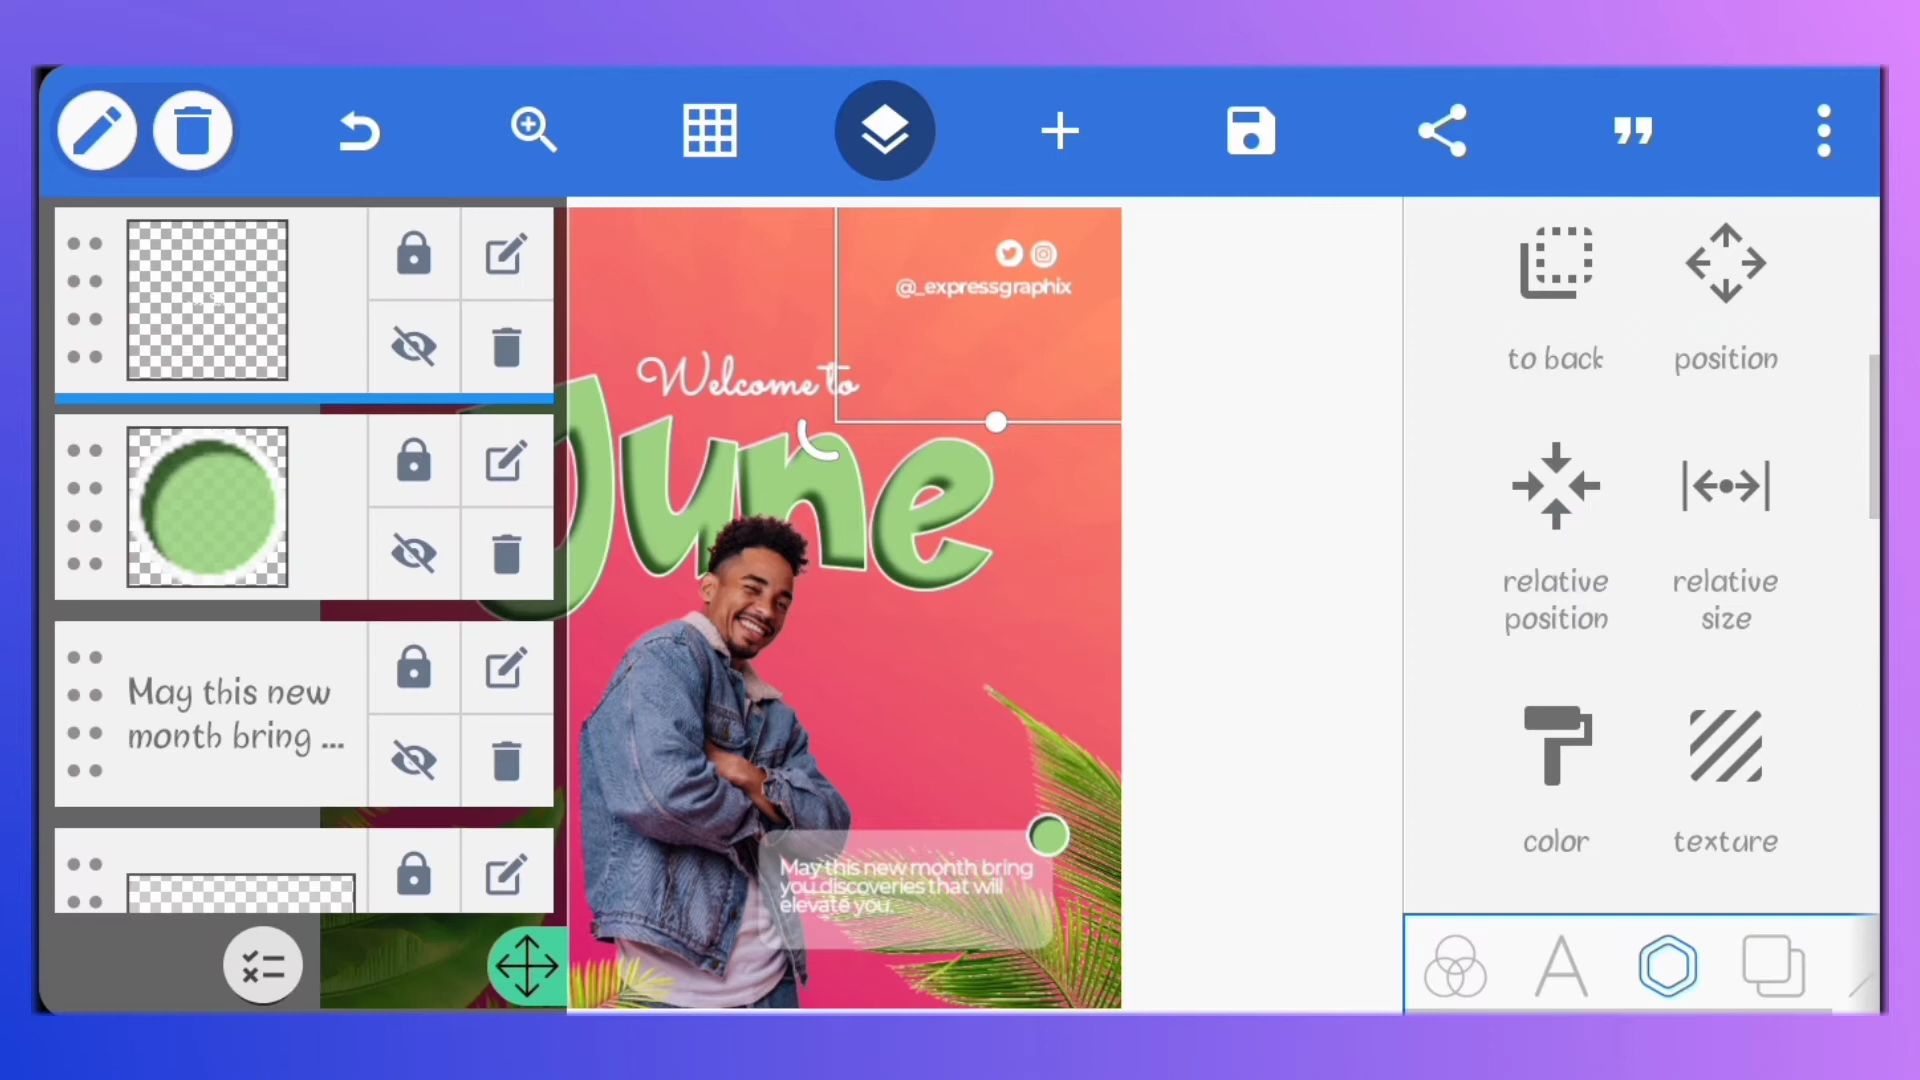 @_expressgraphix
Welcome to
June
May this new
month bring ...
May this new month bring
you discoveries that will
elevate you.
to back
position
relative
position
relative
size
color
texture